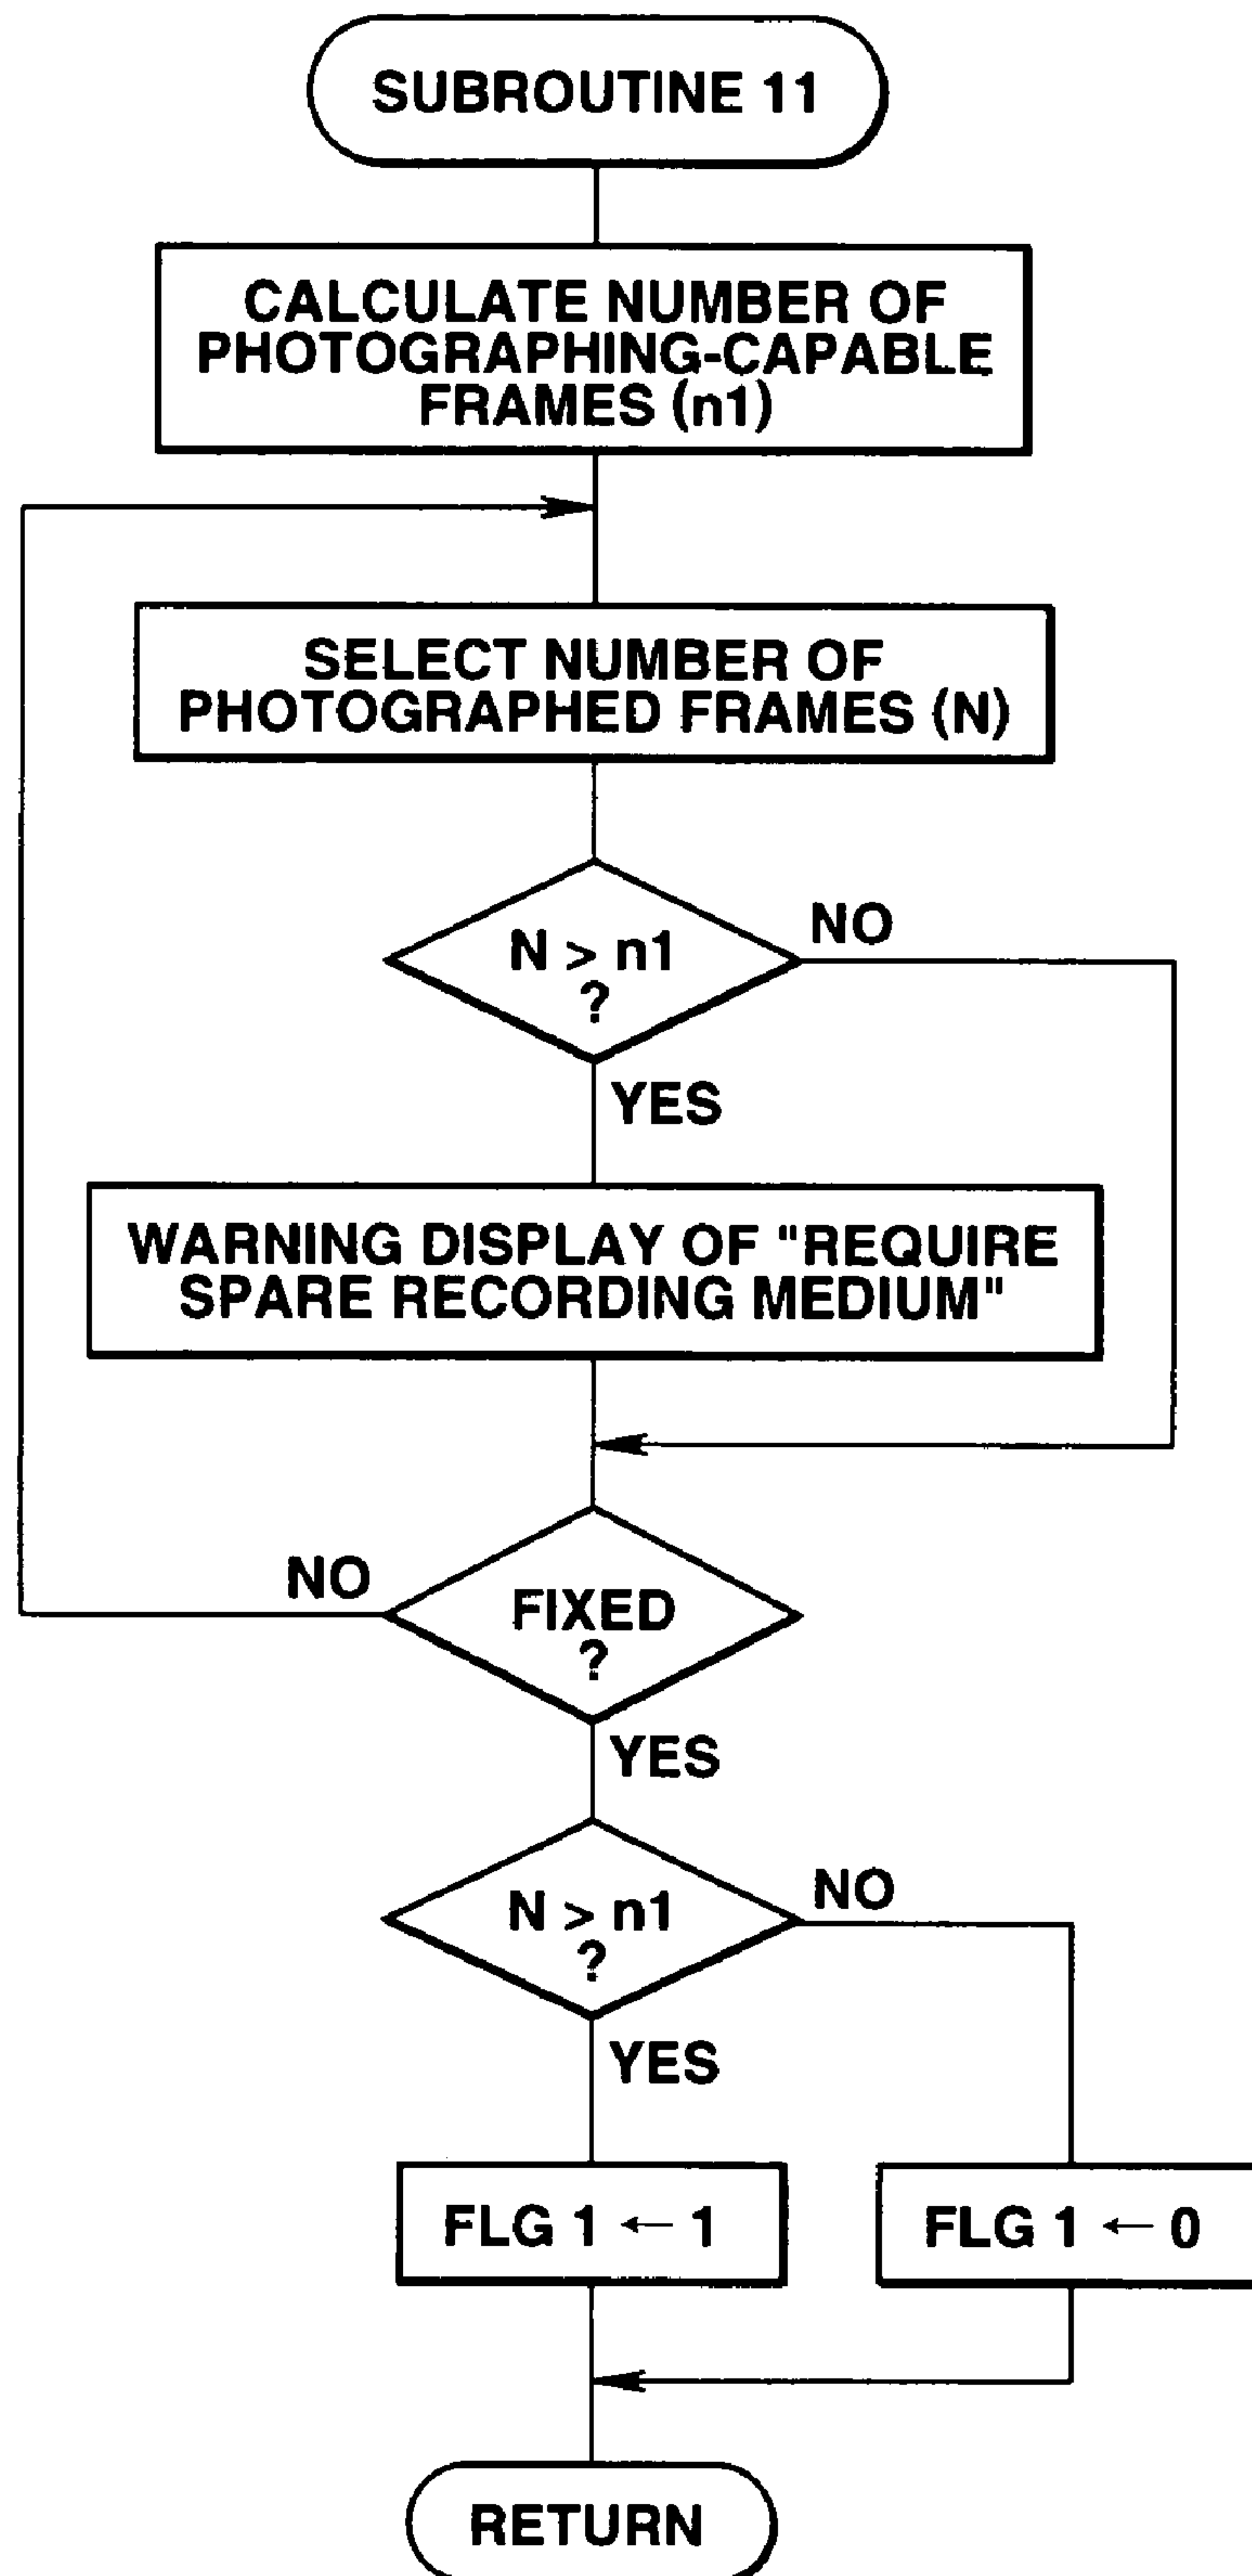 SUBROUTINE 11
CALCULATE NUMBER OF
PHOTOGRAPHING-CAPABLE
FRAMES (n1)
SELECT NUMBER OF
PHOTOGRAPHED FRAMES (N)
N > n1
?
NO
YES
WARNING DISPLAY OF "REQUIRE
SPARE RECORDING MEDIUM"
NO
FIXED
?
YES
N > n1
?
NO
YES
FLG 1 ← 1
FLG 1 ← 0
RETURN